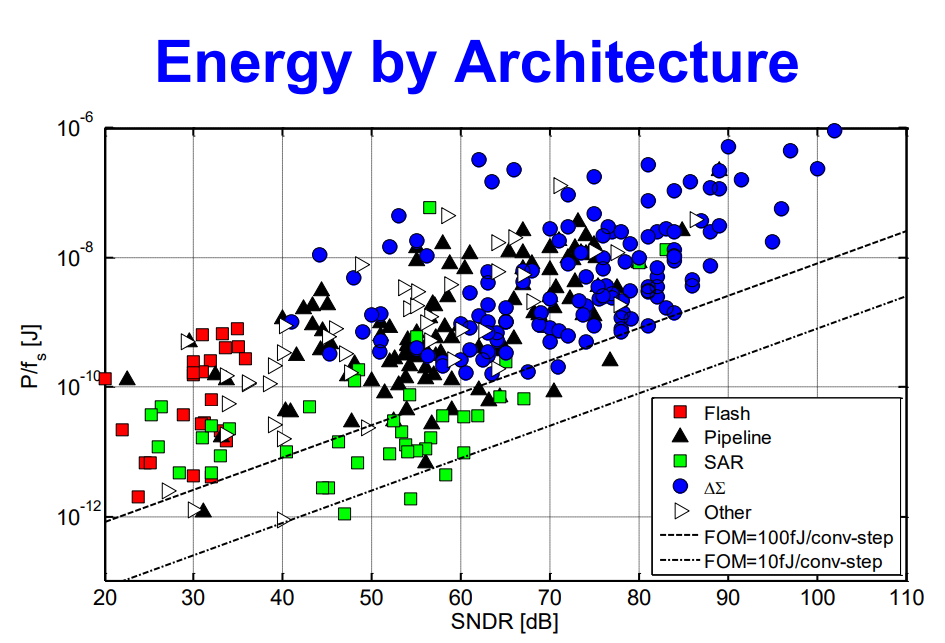 Energy by Architecture
10-6
10-8
10-10
10-12
P/fs [J]
20 30 40 50 60 70 80 90 100 110
SNDR [dB]
Flash
Pipeline
SAR
ΔΣ
Other
FOM=100fJ/conv-step
FOM=10fJ/conv-step